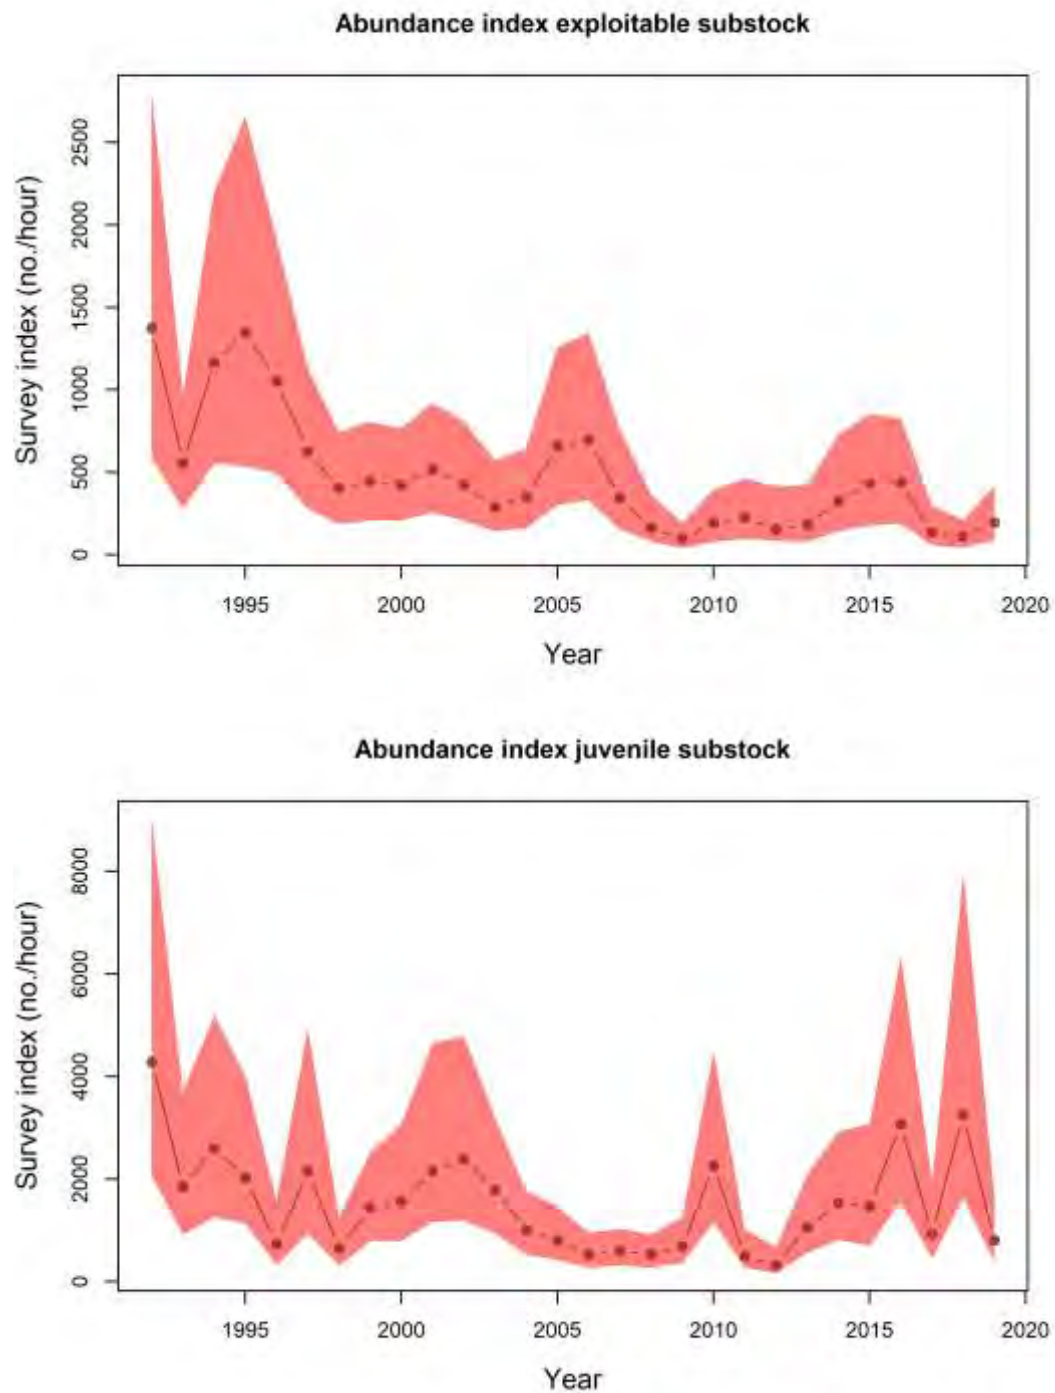 Abundance index exploitable substock
Survey index (no./hour)
2500
2000
1500
1000
500
0
1995 2000 2005 2010 2015 2020
Year
Abundance index juvenile substock
Survey index (no./hour)
8000
6000
4000
2000
0
1995 2000 2005 2010 2015 2020
Year